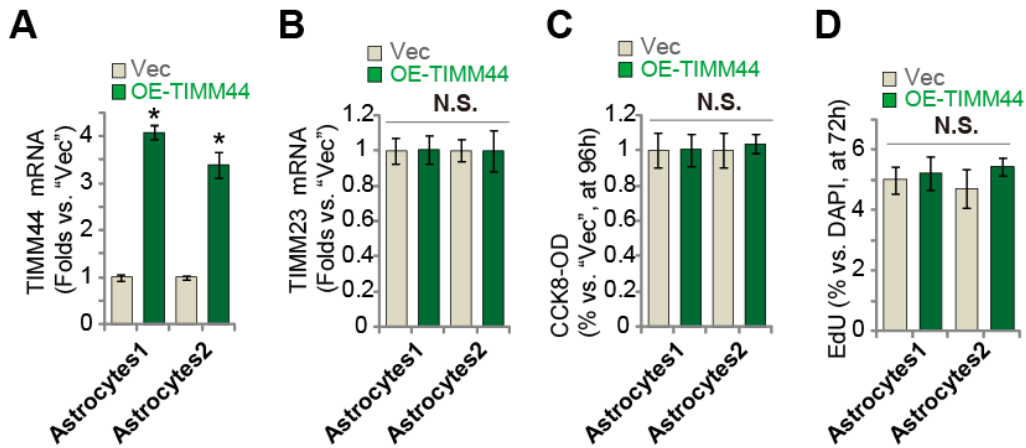 A
Vec
OE-TIMM44
TIMM44 mRNA
(Folds vs. “Vec”)
4
3
2
1
0
*
*
Astrocytes1
Astrocytes2
B
Vec
OE-TIMM44
N.S.
TIMM23 mRNA
(Folds vs. “Vec”)
1.2
1
0.8
0.6
0.4
0.2
0
Astrocytes1
Astrocytes2
C
Vec
OE-TIMM44
N.S.
CCK8-OD
(% vs. “Vec”, at 96h)
1.2
1
0.8
0.6
0.4
0.2
0
Astrocytes1
Astrocytes2
D
Vec
OE-TIMM44
N.S.
EdU (% vs. DAPI, at 72h)
6
4
2
0
Astrocytes1
Astrocytes2